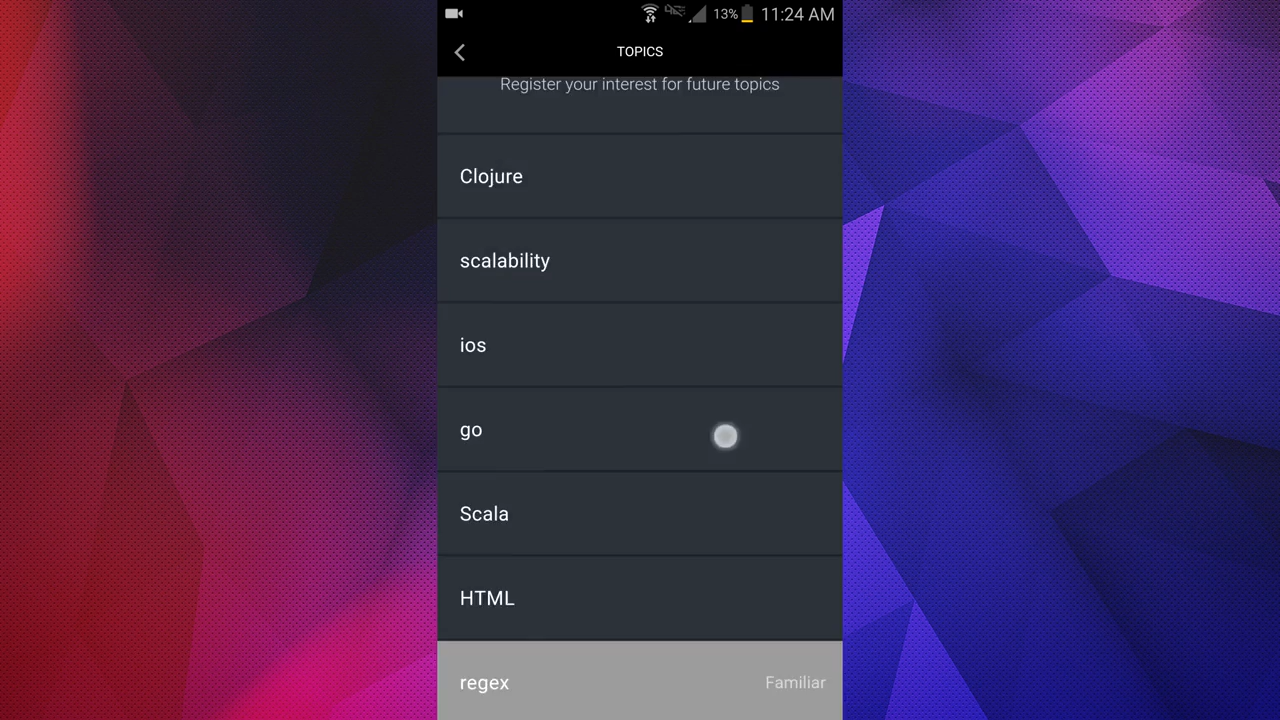 13% 11:24 AM
TOPICS
Register your interest for future topics
Clojure
scalability
ios
go
Scala
HTML
regex Familiar